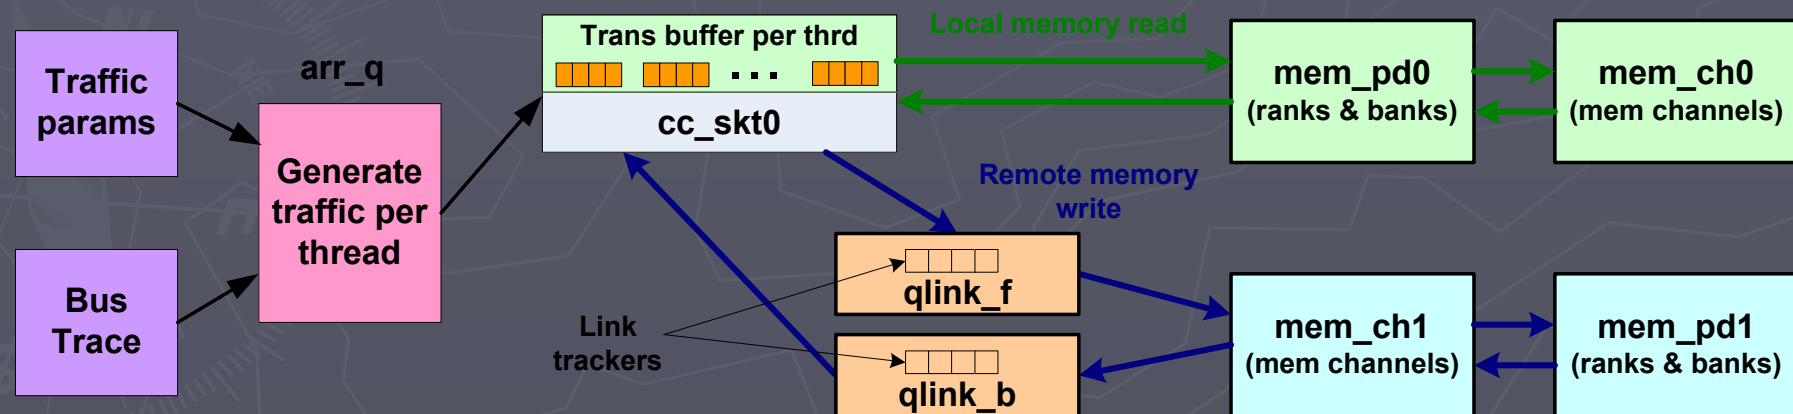 Traffic
params
Bus
Trace
arr_q
Generate
traffic per
thread
Trans buffer per thrd
...
cc_skt0
Local memory read
mem_pd0
(ranks & banks)
mem_ch0
(mem channels)
Remote memory
write
qlink_f
Link
trackers
qlink_b
mem_ch1
(mem channels)
mem_pd1
(ranks & banks)